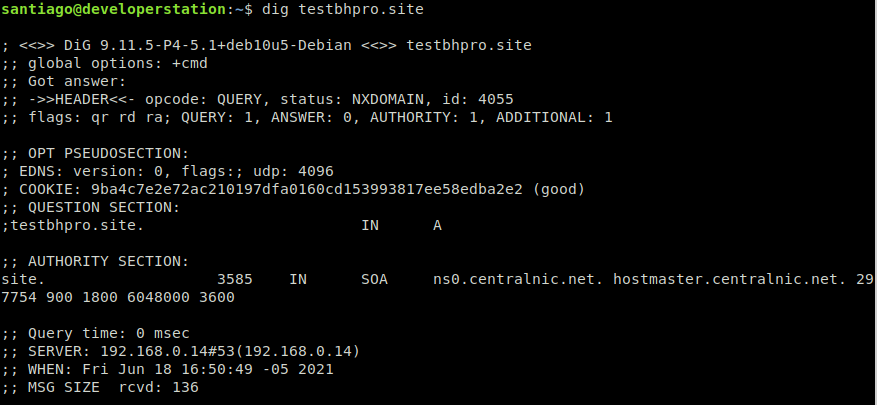 santiago@developerstation:~$ dig testbhpro.site
; <<>> DiG 9.11.5-P4-5.1+deb10u5-Debian <<>> testbhpro.site
;; global options: +cmd
;; Got answer:
;; ->>HEADER<<- opcode: QUERY, status: NXDOMAIN, id: 4055
;; flags: qr rd ra; QUERY: 1, ANSWER: 0, AUTHORITY: 1, ADDITIONAL: 1
;; OPT PSEUDOSECTION:
; EDNS: version: 0, flags:; udp: 4096
; COOKIE: 9ba4c7e2e72ac210197dfa0160cd153993817ee58edba2e2 (good)
;; QUESTION SECTION:
;testbhpro.site. IN A
;; AUTHORITY SECTION:
site. 3585 IN SOA ns0.centralnic.net. hostmaster.centralnic.net. 29
7754 900 1800 6048000 3600
;; Query time: 0 msec
;; SERVER: 192.168.0.14#53(192.168.0.14)
;; WHEN: Fri Jun 18 16:50:49 -05 2021
;; MSG SIZE rcvd: 136